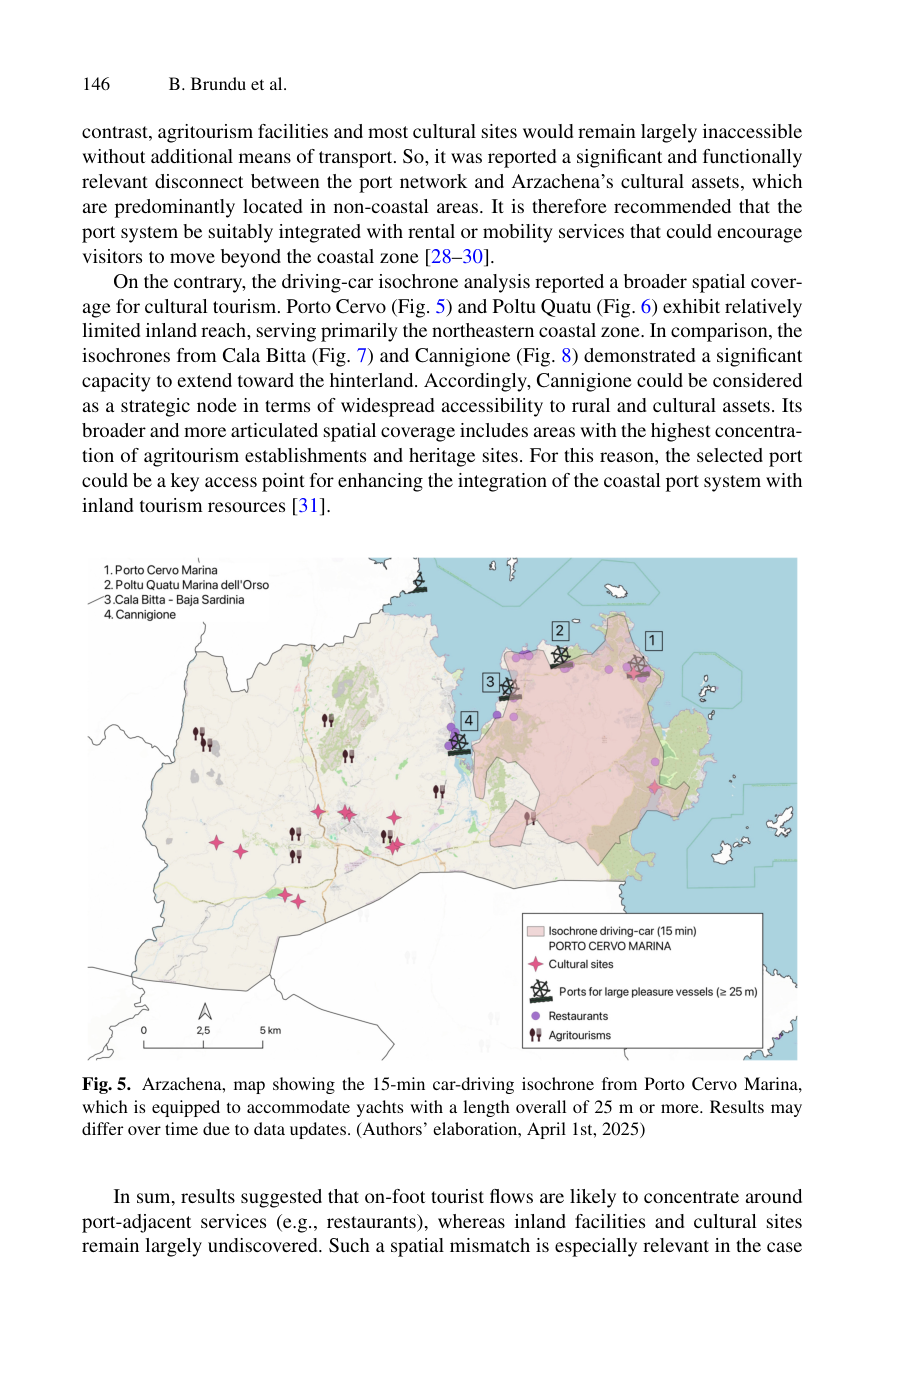 146 B. Brundu et al.
contrast, agritourism facilities and most cultural sites would remain largely inaccessible
without additional means of transport. So, it was reported a significant and functionally
relevant disconnect between the port network and Arzachena's cultural assets, which
are predominantly located in non-coastal areas. It is therefore recommended that the
port system be suitably integrated with rental or mobility services that could encourage
visitors to move beyond the coastal zone [28–30].
On the contrary, the driving-car isochrone analysis reported a broader spatial cover-
age for cultural tourism. Porto Cervo (Fig. 5) and Poltu Quatu (Fig. 6) exhibit relatively
limited inland reach, serving primarily the northeastern coastal zone. In comparison, the
isochrones from Cala Bitta (Fig. 7) and Cannigione (Fig. 8) demonstrated a significant
capacity to extend toward the hinterland. Accordingly, Cannigione could be considered
as a strategic node in terms of widespread accessibility to rural and cultural assets. Its
broader and more articulated spatial coverage includes areas with the highest concentra-
tion of agritourism establishments and heritage sites. For this reason, the selected port
could be a key access point for enhancing the integration of the coastal port system with
inland tourism resources [31].
1. Porto Cervo Marina
2. Poltu Quatu Marina dell'Orso
3.Cala Bitta - Baja Sardinia
4. Cannigione
2
1
3
4
Isochrone driving-car (15 min)
PORTO CERVO MARINA
Cultural sites
Ports for large pleasure vessels (≥ 25 m)
Restaurants
Agritourisms
0 2,5 5 km
Fig. 5. Arzachena, map showing the 15-min car-driving isochrone from Porto Cervo Marina,
which is equipped to accommodate yachts with a length overall of 25 m or more. Results may
differ over time due to data updates. (Authors' elaboration, April 1st, 2025)
In sum, results suggested that on-foot tourist flows are likely to concentrate around
port-adjacent services (e.g., restaurants), whereas inland facilities and cultural sites
remain largely undiscovered. Such a spatial mismatch is especially relevant in the case